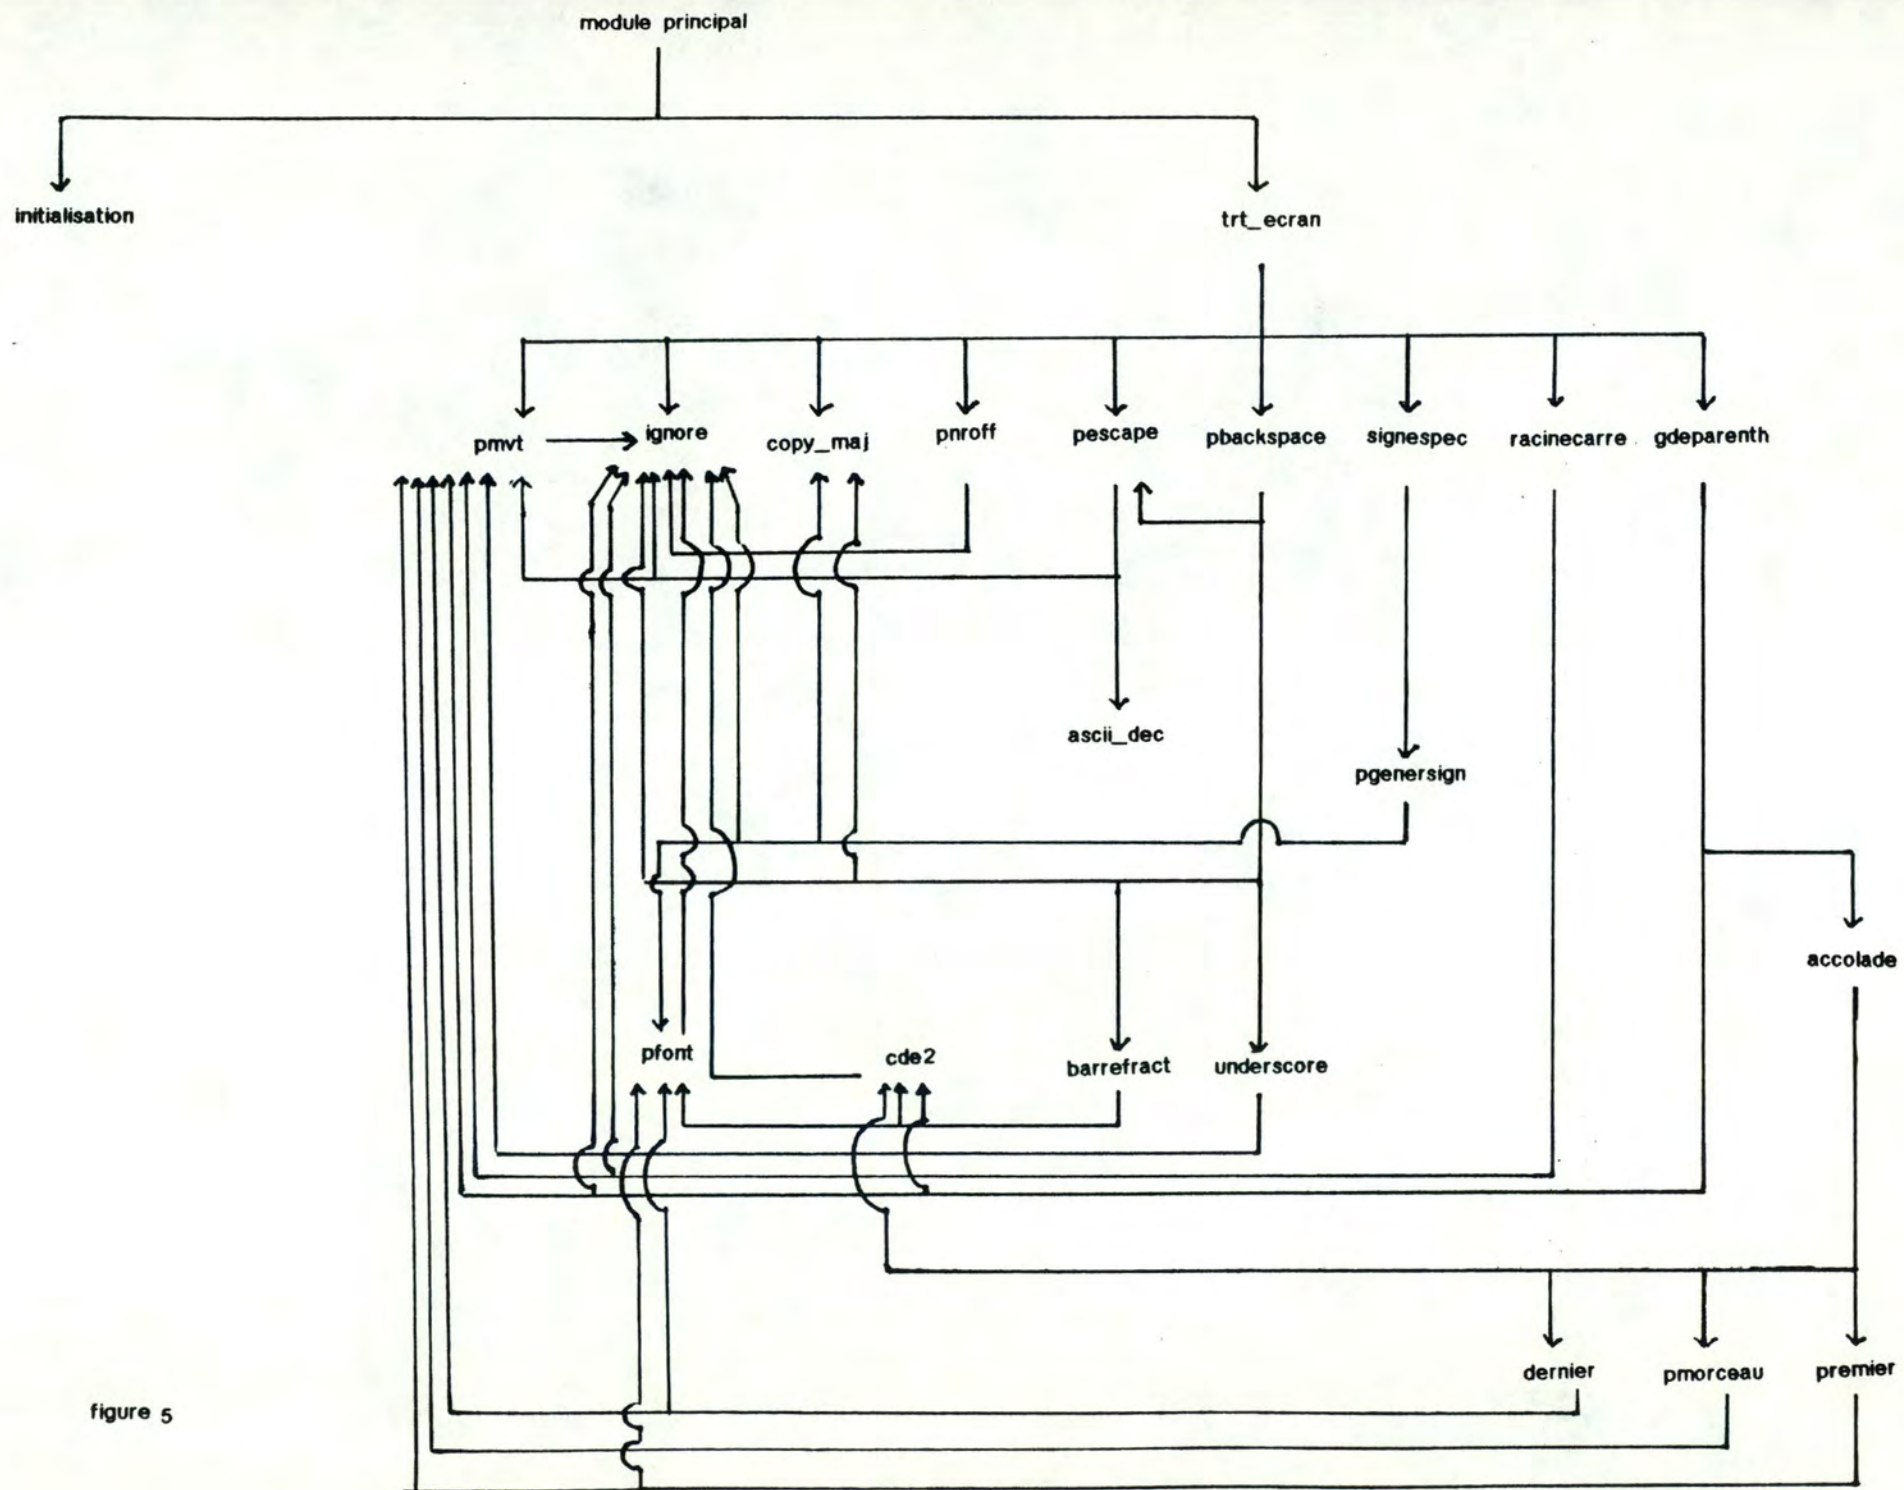 module principal
initialisation
trt_ecran
pmvt
ignore
copy_maj
pnroff
pescape
pbackspace
signespec
racinecarre
gdeparenth
ascii_dec
pgenersign
accolade
pfont
cde2
barrefract
underscore
dernier
pmorceau
premier
figure 5